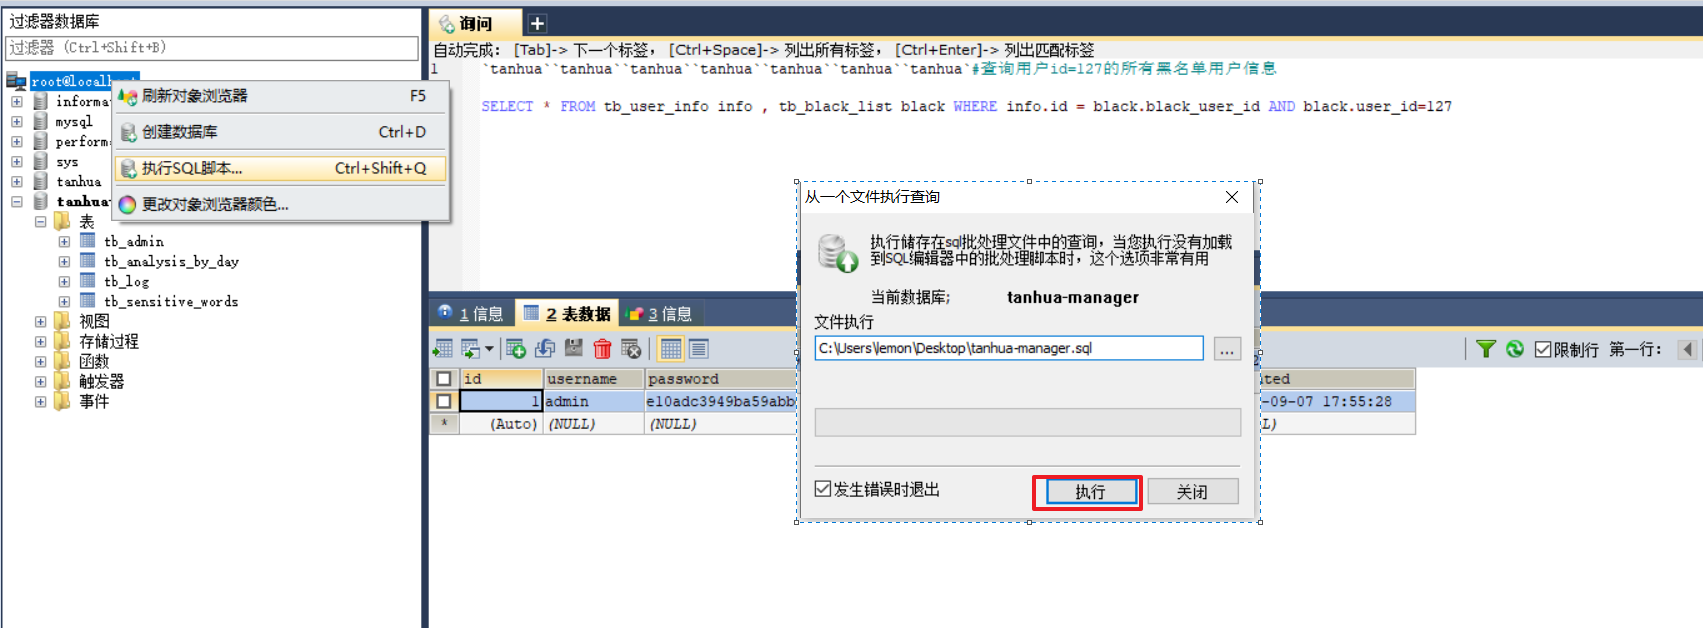 过滤器数据库
过滤器 (Ctrl+Shift+B)
root@localh
informa
mysql
perform
sys
tanhua
tanhua
表
tb_admin
tb_analysis_by_day
tb_log
tb_sensitive_words
视图
存储过程
函数
触发器
事件
刷新对象浏览器 F5
创建数据库 Ctrl+D
执行SQL脚本... Ctrl+Shift+Q
更改对象浏览器颜色...
询问
自动完成： [Tab]-> 下一个标签， [Ctrl+Space]-> 列出所有标签， [Ctrl+Enter]-> 列出匹配标签
1 `tanhua``tanhua``tanhua``tanhua``tanhua``tanhua``tanhua`#查询用户id=127的所有黑名单用户信息
SELECT * FROM tb_user_info info , tb_black_list black WHERE info.id = black.black_user_id AND black.user_id=127
1 信息 2 表数据 3 信息
限制行 第一行：
id username password ted
1 admin e10adc3949ba59abb -09-07 17:55:28
* (Auto) (NULL) (NULL) L)
从一个文件执行查询
执行储存在sql批处理文件中的查询，当您执行没有加载
到SQL编辑器中的批处理脚本时，这个选项非常有用
当前数据库; tanhua-manager
文件执行
C:\Users\lemon\Desktop\tanhua-manager.sql ...
发生错误时退出
执行 关闭